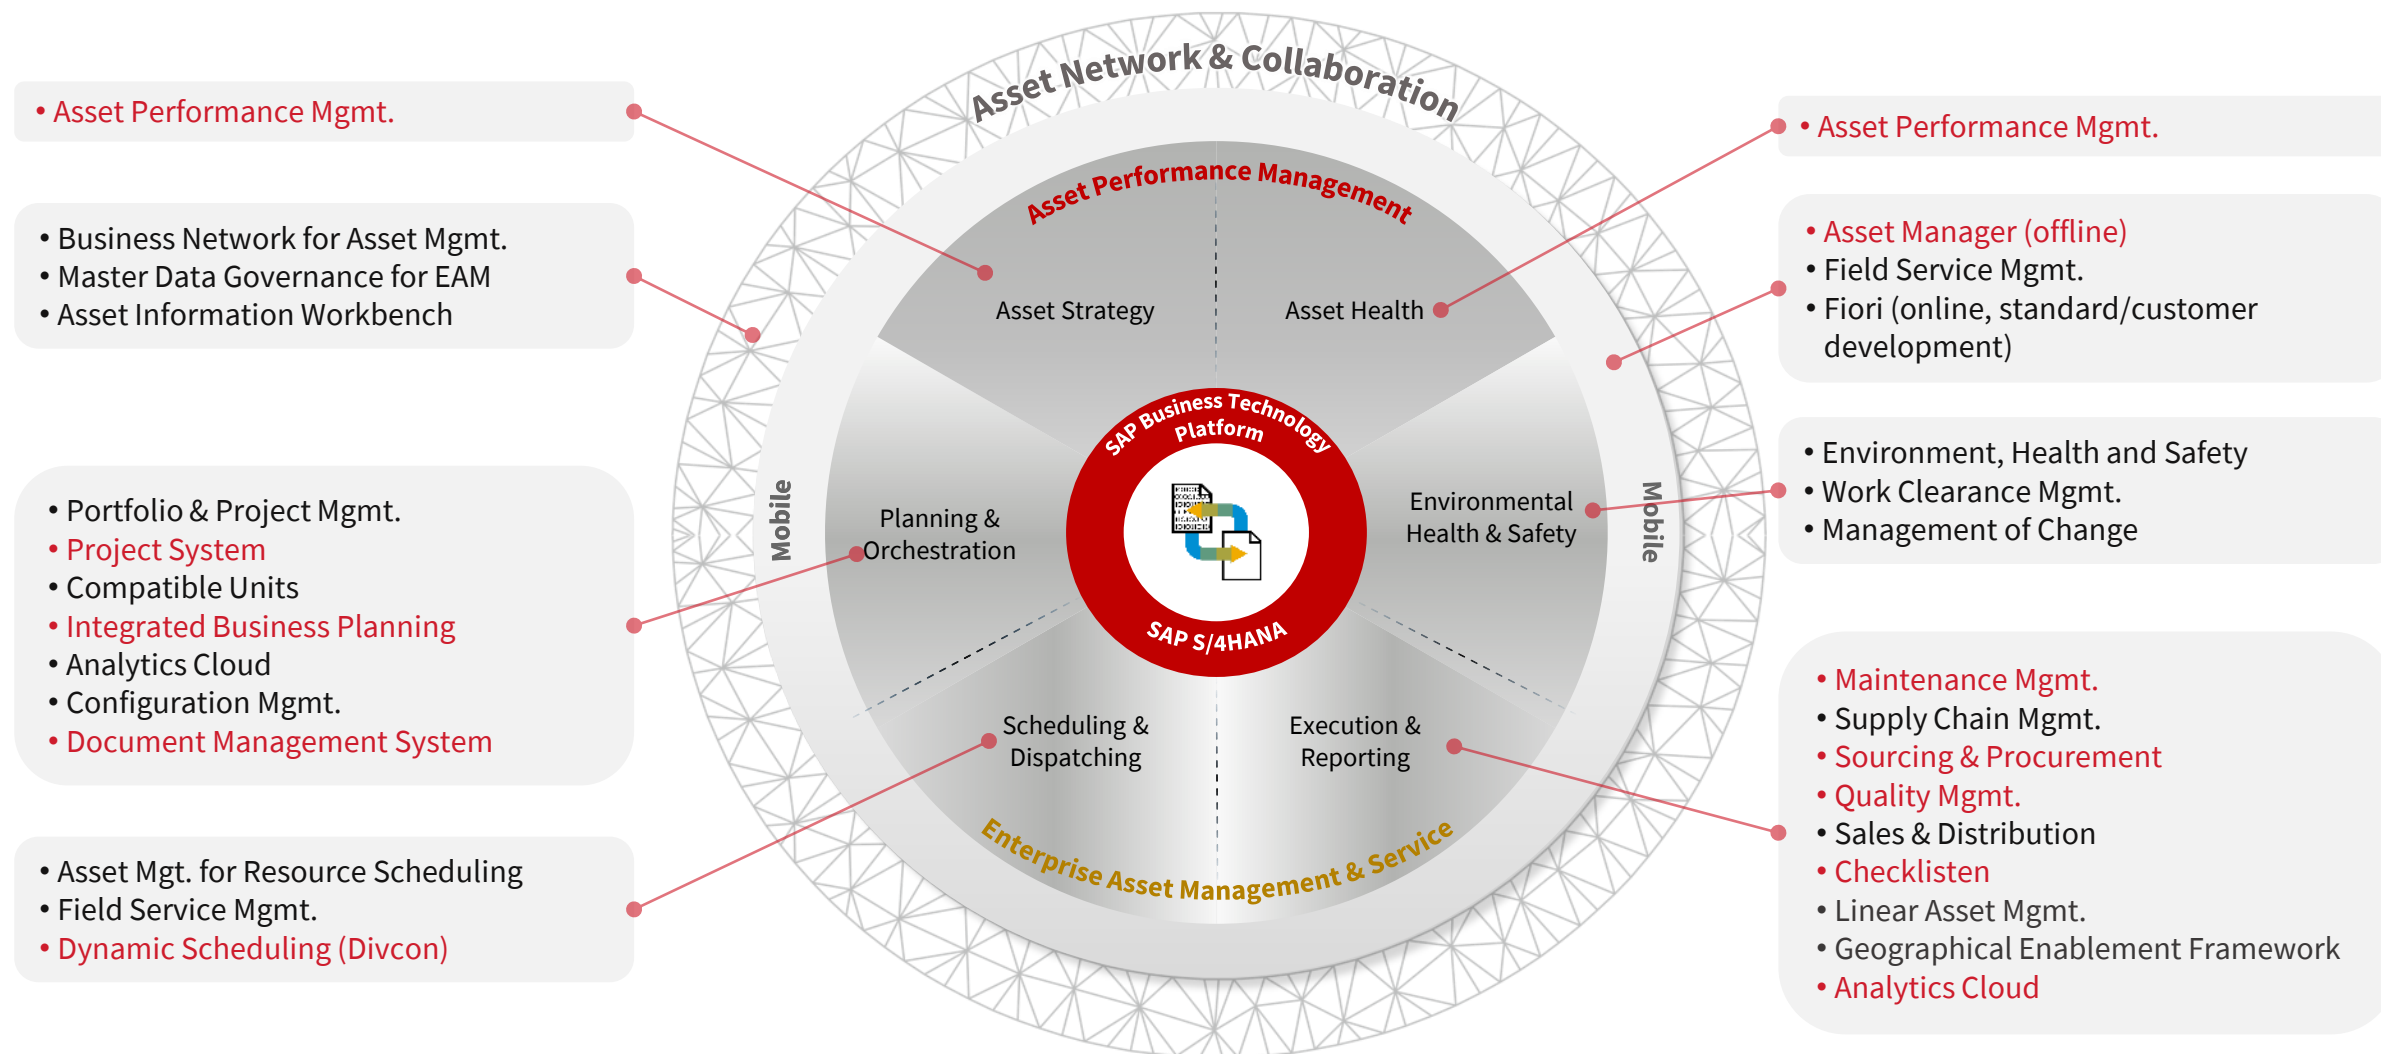 Asset Network & Collaboration
• Asset Performance Mgmt.
• Business Network for Asset Mgmt.
• Master Data Governance for EAM
• Asset Information Workbench
• Portfolio & Project Mgmt.
• Project System
• Compatible Units
• Integrated Business Planning
• Analytics Cloud
• Configuration Mgmt.
• Document Management System
• Asset Mgt. for Resource Scheduling
• Field Service Mgmt.
• Dynamic Scheduling (Divcon)
Asset Performance Management
Asset Strategy
Asset Health
Mobile
Planning &
Orchestration
SAP Business Technology
Platform
SAP S/4HANA
Environmental
Health & Safety
Mobile
Scheduling &
Dispatching
Execution &
Reporting
Enterprise Asset Management & Service
• Asset Performance Mgmt.
• Asset Manager (offline)
• Field Service Mgmt.
• Fiori (online, standard/customer
development)
• Environment, Health and Safety
• Work Clearance Mgmt.
• Management of Change
• Maintenance Mgmt.
• Supply Chain Mgmt.
• Sourcing & Procurement
• Quality Mgmt.
• Sales & Distribution
• Checklisten
• Linear Asset Mgmt.
• Geographical Enablement Framework
• Analytics Cloud